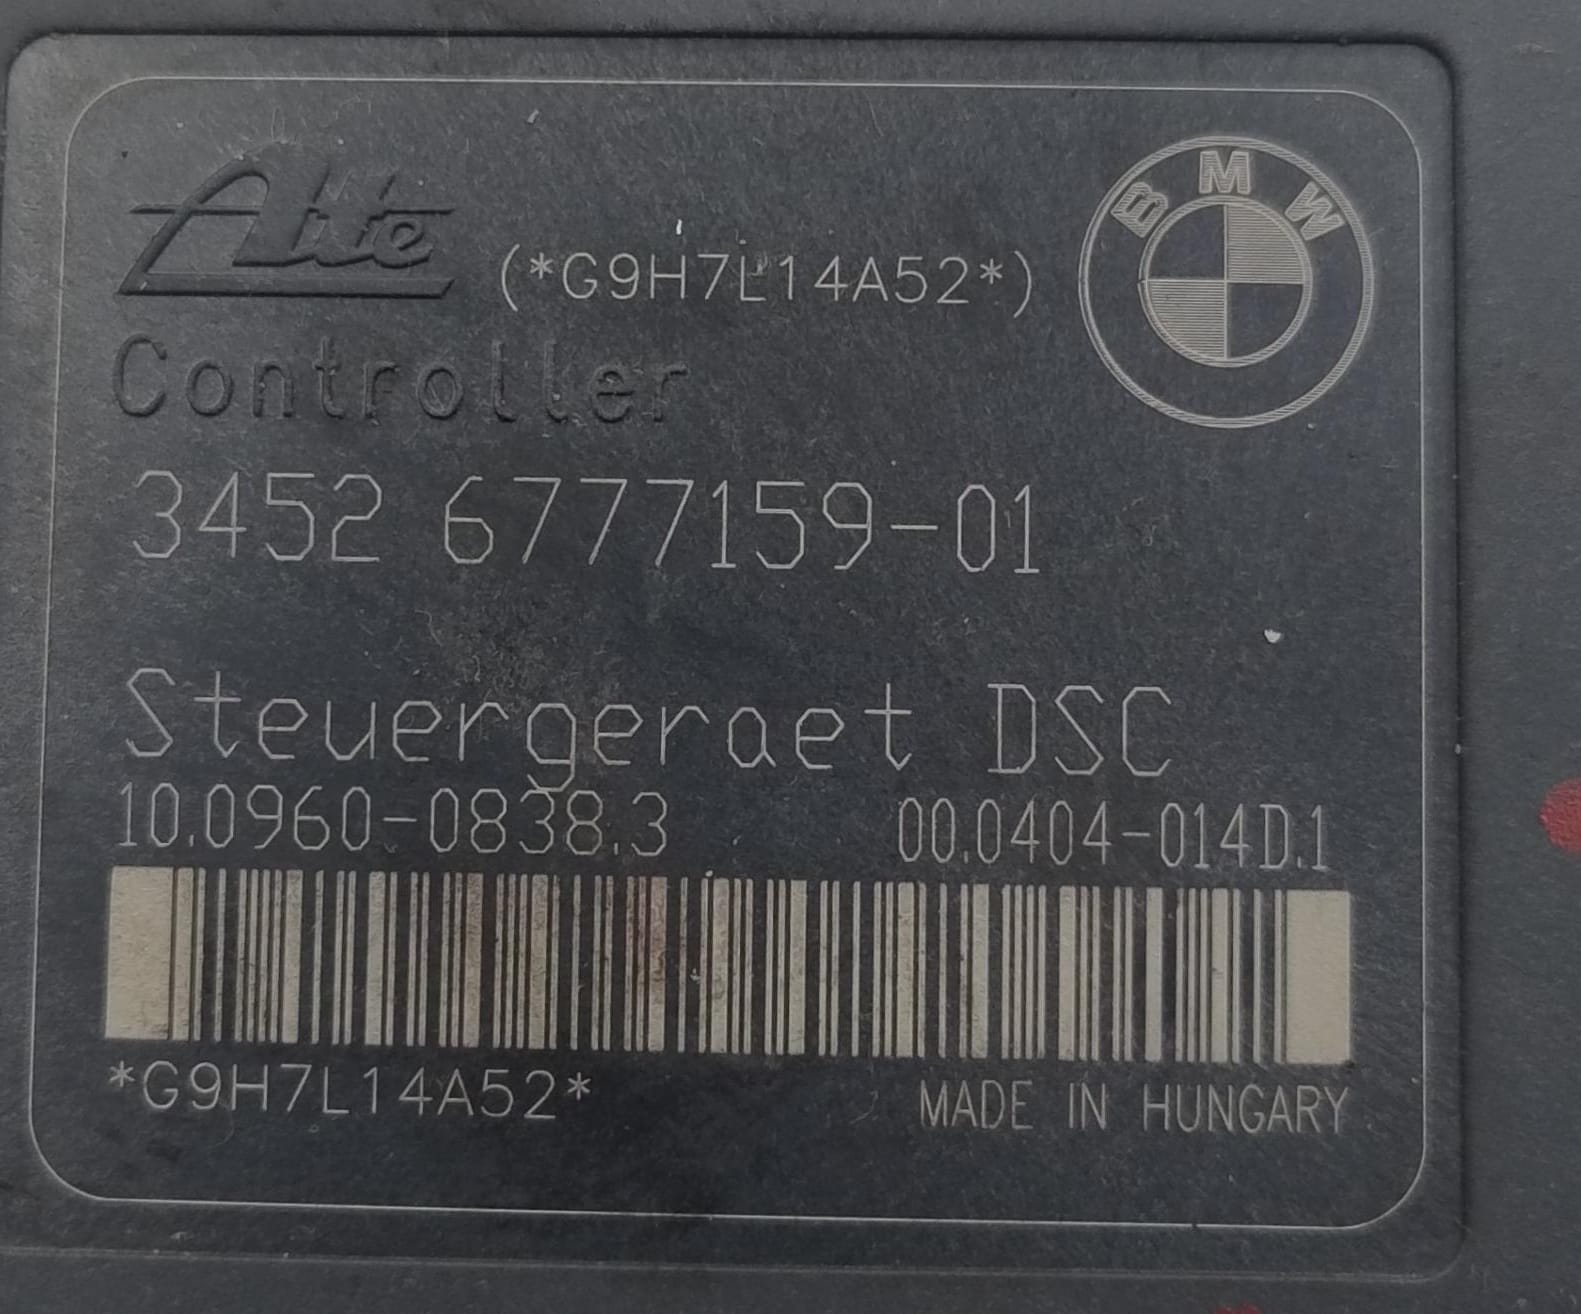 Ate
(*G9H7L14A52*)
BMW
Controller
3452 6777159-01
Steuergeraet DSC
10.0960-0838.3 00.0404-014D.1
*G9H7L14A52* MADE IN HUNGARY